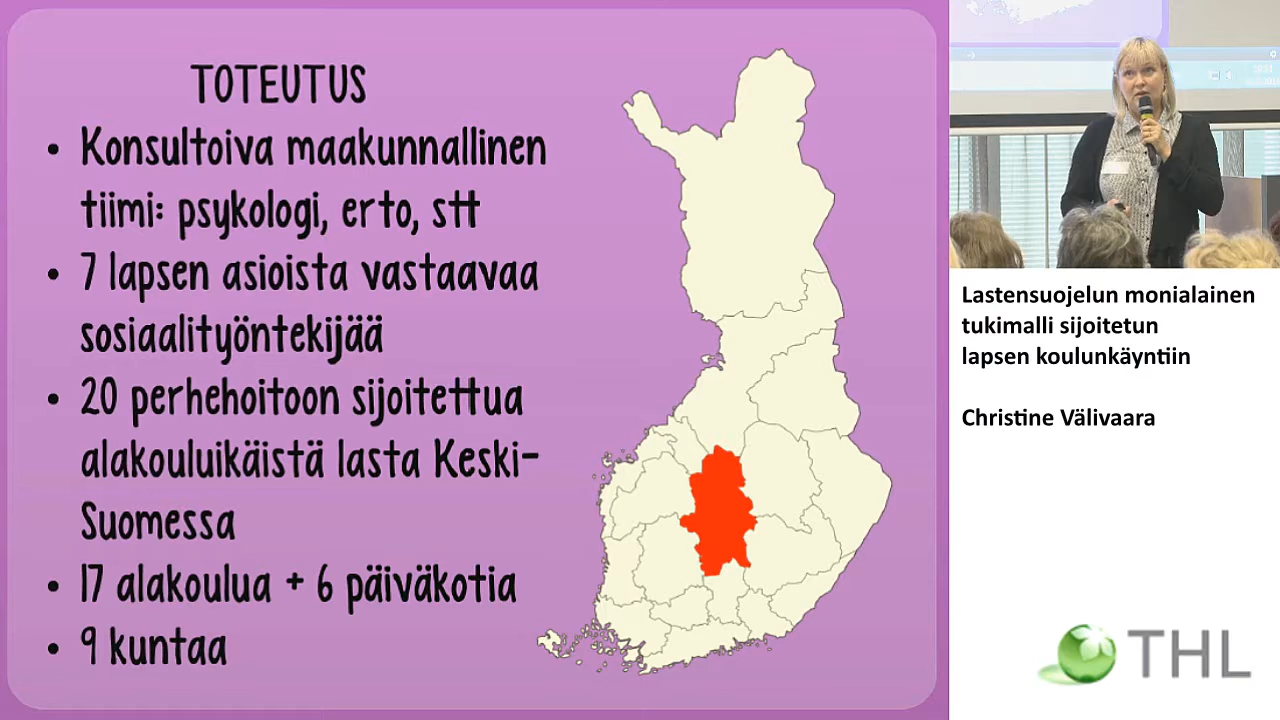 TOTEUTUS
• Konsultoiva maakunnallinen
tiimi: psykologi, erto, stt
• 7 lapsen asioista vastaavaa
sosiaalityöntekijää
• 20 perhehoitoon sijoitettua
alakouluikäistä lasta Keski-
Suomessa
• 17 alakoulua + 6 päiväkotia
• 9 kuntaa
Lastensuojelun monialainen
tukimalli sijoitetun
lapsen koulunkäyntiin
Christine Välivaara
THL